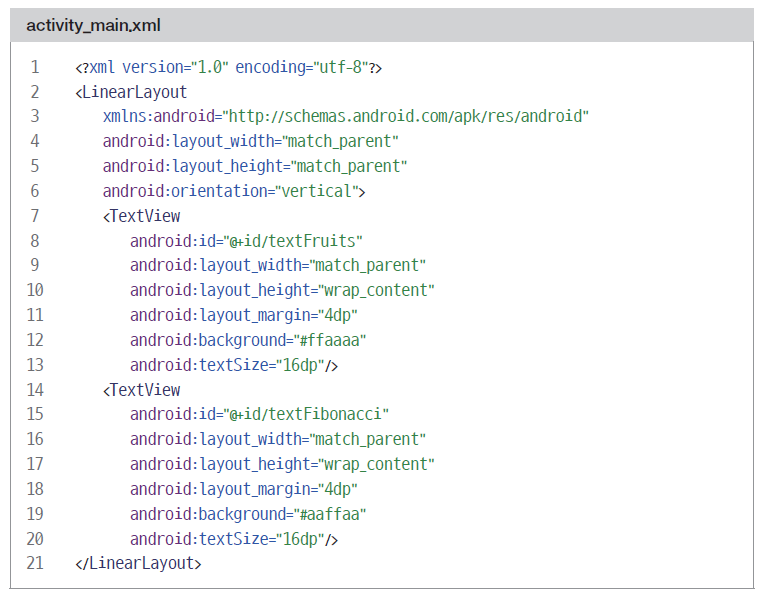 activity_main.xml
1 <?xml version="1.0" encoding="utf-8"?>
2 <LinearLayout
3 xmlns:android="http://schemas.android.com/apk/res/android"
4 android:layout_width="match_parent"
5 android:layout_height="match_parent"
6 android:orientation="vertical">
7 <TextView
8 android:id="@+id/textFruits"
9 android:layout_width="match_parent"
10 android:layout_height="wrap_content"
11 android:layout_margin="4dp"
12 android:background="#ffaaaa"
13 android:textSize="16dp"/>
14 <TextView
15 android:id="@+id/textFibonacci"
16 android:layout_width="match_parent"
17 android:layout_height="wrap_content"
18 android:layout_margin="4dp"
19 android:background="#aaffaa"
20 android:textSize="16dp"/>
21 </LinearLayout>